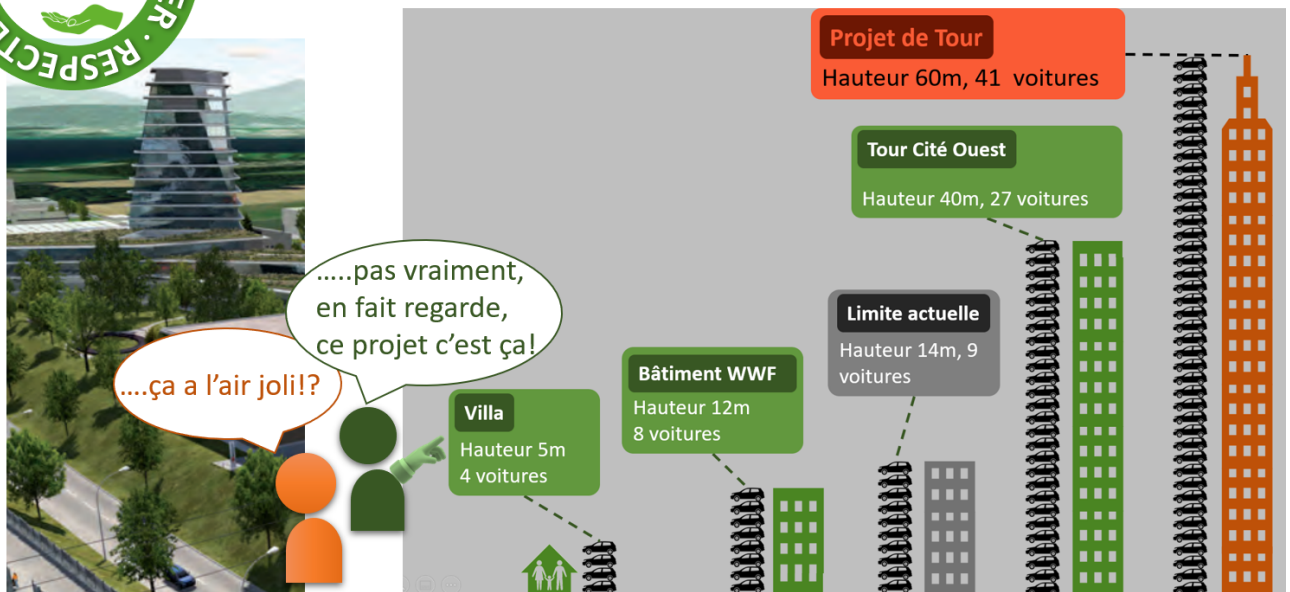 RESPECTE
ER
Projet de Tour
Hauteur 60m, 41 voitures
Tour Cité Ouest
Hauteur 40m, 27 voitures
.....pas vraiment,
en fait regarde,
ce projet c'est ça!
Limite actuelle
Hauteur 14m, 9
voitures
....ça a l'air joli!?
Bâtiment WWF
Hauteur 12m
8 voitures
Villa
Hauteur 5m
4 voitures